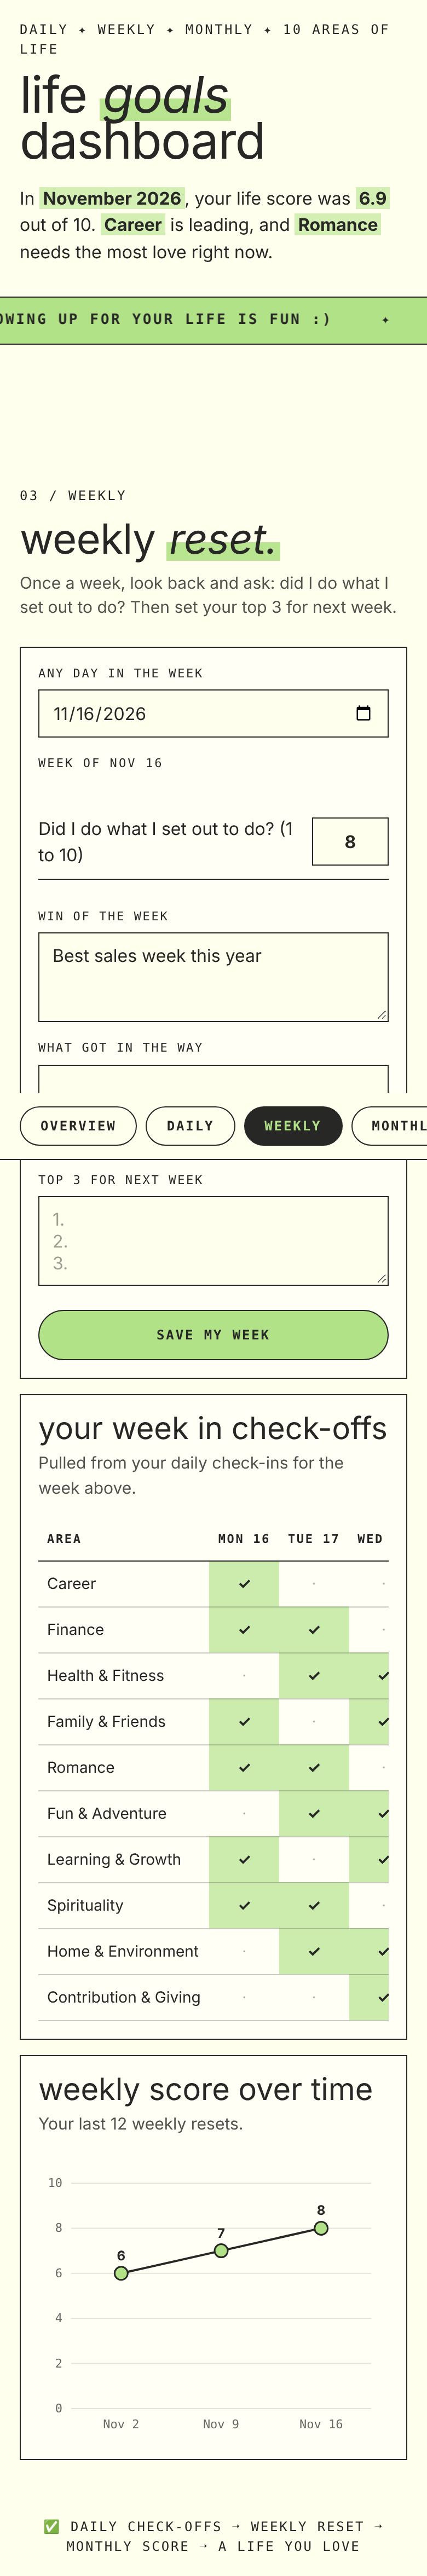 DAILY ✦ WEEKLY ✦ MONTHLY ✦ 10 AREAS OF
LIFE
life goals
dashboard
In November 2026, your life score was 6.9
out of 10. Career is leading, and Romance
needs the most love right now.
OWING UP FOR YOUR LIFE IS FUN :) ✦
03 / WEEKLY
weekly reset.
Once a week, look back and ask: did I do what I
set out to do? Then set your top 3 for next week.
ANY DAY IN THE WEEK
11/16/2026
WEEK OF NOV 16
Did I do what I set out to do? (1
to 10)
8
WIN OF THE WEEK
Best sales week this year
WHAT GOT IN THE WAY
OVERVIEW DAILY WEEKLY MONTHL
TOP 3 FOR NEXT WEEK
1.
2.
3.
SAVE MY WEEK
your week in check-offs
Pulled from your daily check-ins for the
week above.
AREA MON 16 TUE 17 WED
Career ✓ · ·
Finance ✓ ✓ ·
Health & Fitness · ✓ ✓
Family & Friends ✓ · ✓
Romance ✓ ✓ ·
Fun & Adventure · ✓ ✓
Learning & Growth ✓ · ✓
Spirituality ✓ ✓ ·
Home & Environment · ✓ ✓
Contribution & Giving · · ✓
weekly score over time
Your last 12 weekly resets.
10
8
6
4
2
0
6
7
8
Nov 2 Nov 9 Nov 16
✅ DAILY CHECK-OFFS → WEEKLY RESET →
MONTHLY SCORE → A LIFE YOU LOVE